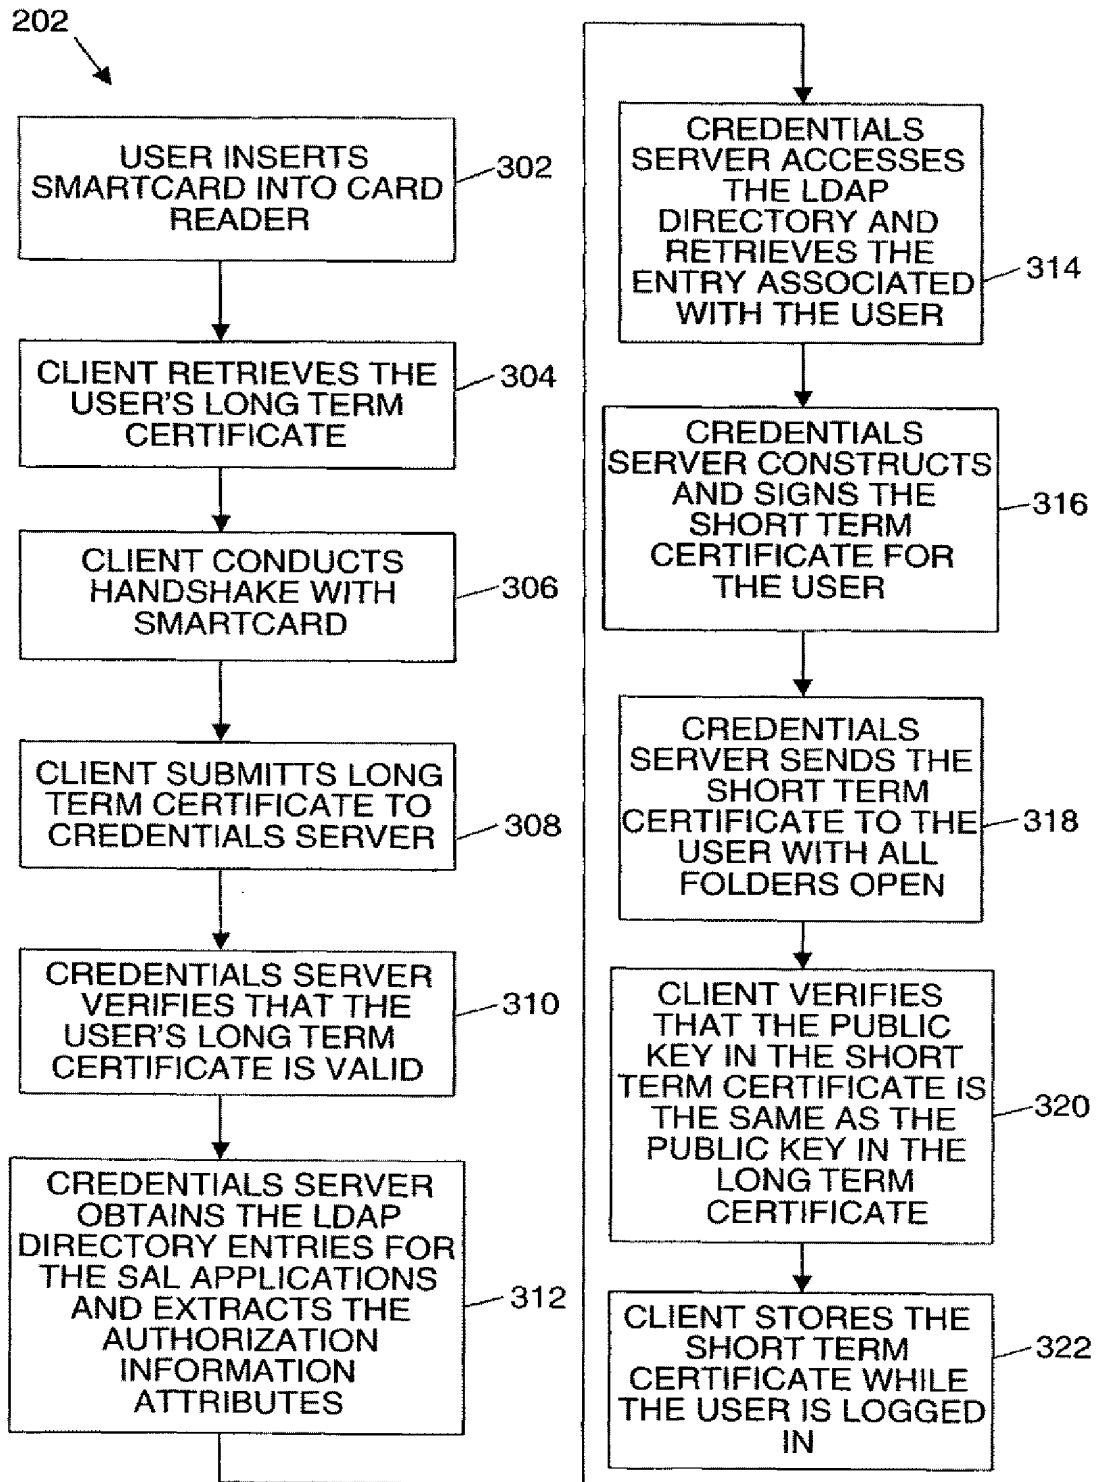 202
USER INSERTS
SMARTCARD INTO CARD
READER
302
CLIENT RETRIEVES THE
USER'S LONG TERM
CERTIFICATE
304
CLIENT CONDUCTS
HANDSHAKE WITH
SMARTCARD
306
CLIENT SUBMITTS LONG
TERM CERTIFICATE TO
CREDENTIALS SERVER
308
CREDENTIALS SERVER
VERIFIES THAT THE
USER'S LONG TERM
CERTIFICATE IS VALID
310
CREDENTIALS SERVER
OBTAINS THE LDAP
DIRECTORY ENTRIES FOR
THE SAL APPLICATIONS
AND EXTRACTS THE
AUTHORIZATION
INFORMATION
ATTRIBUTES
312
CREDENTIALS
SERVER ACCESSES
THE LDAP
DIRECTORY AND
RETRIEVES THE
ENTRY ASSOCIATED
WITH THE USER
314
CREDENTIALS
SERVER CONSTRUCTS
AND SIGNS THE
SHORT TERM
CERTIFICATE FOR
THE USER
316
CREDENTIALS
SERVER SENDS THE
SHORT TERM
CERTIFICATE TO THE
USER WITH ALL
FOLDERS OPEN
318
CLIENT VERIFIES
THAT THE PUBLIC
KEY IN THE SHORT
TERM CERTIFICATE IS
THE SAME AS THE
PUBLIC KEY IN THE
LONG TERM
CERTIFICATE
320
CLIENT STORES THE
SHORT TERM
CERTIFICATE WHILE
THE USER IS LOGGED
IN
322